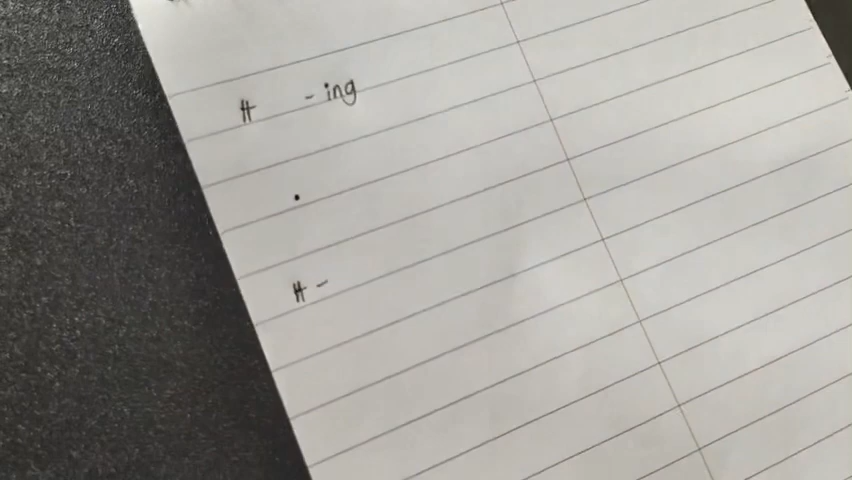 # - ing
.
# -